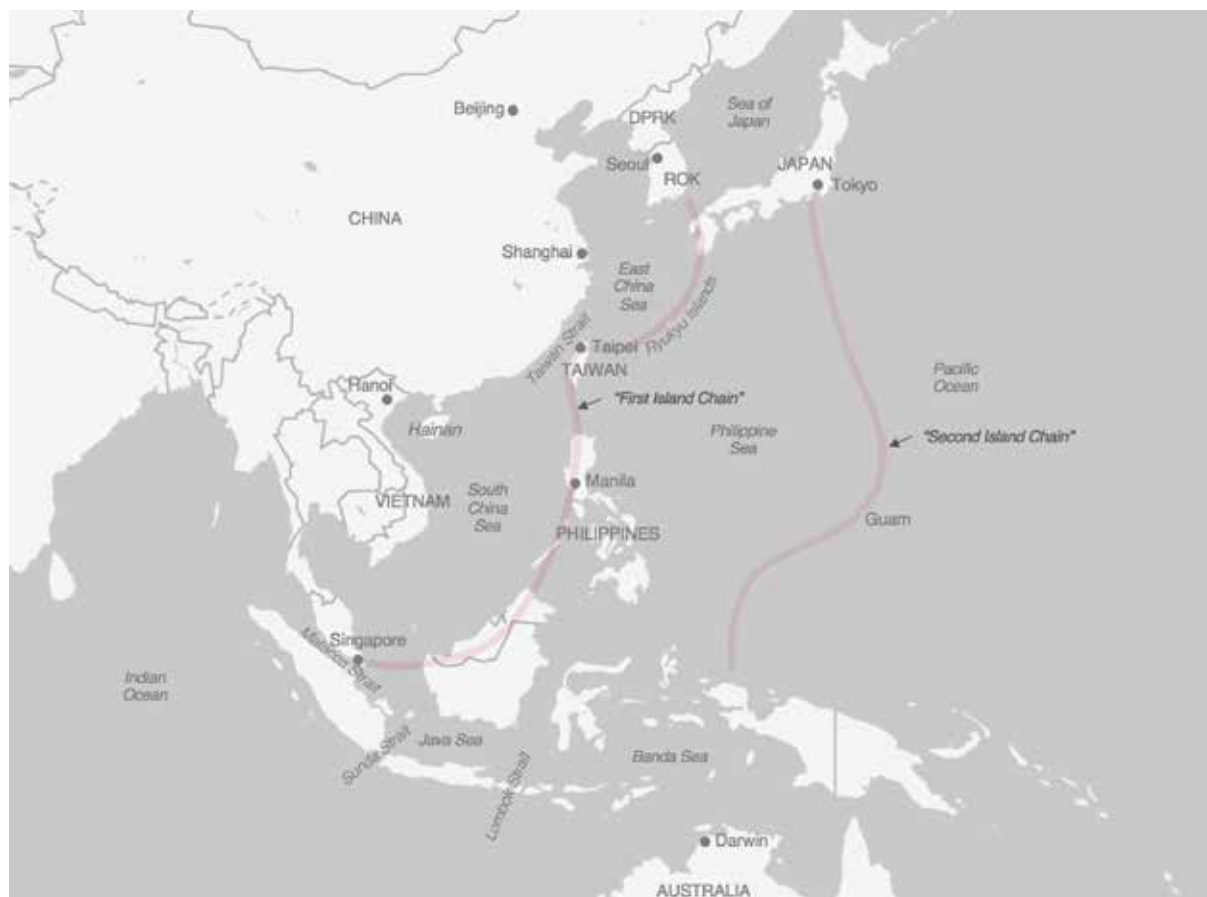 Beijing
DPRK
Sea of
Japan
Seoul
ROK
JAPAN
Tokyo
CHINA
Shanghai
East
China
Sea
Ryukyu Islands
Taiwan Strait
Taipei
TAIWAN
Hanoi
Hainan
"First Island Chain"
Philippine
Sea
Pacific
Ocean
"Second Island Chain"
VIETNAM
South
China
Sea
Manila
PHILIPPINES
Guam
Singapore
Malacca Strait
Indian
Ocean
Sunda Strait
Java Sea
Lombok Strait
Banda Sea
Darwin
AUSTRALIA